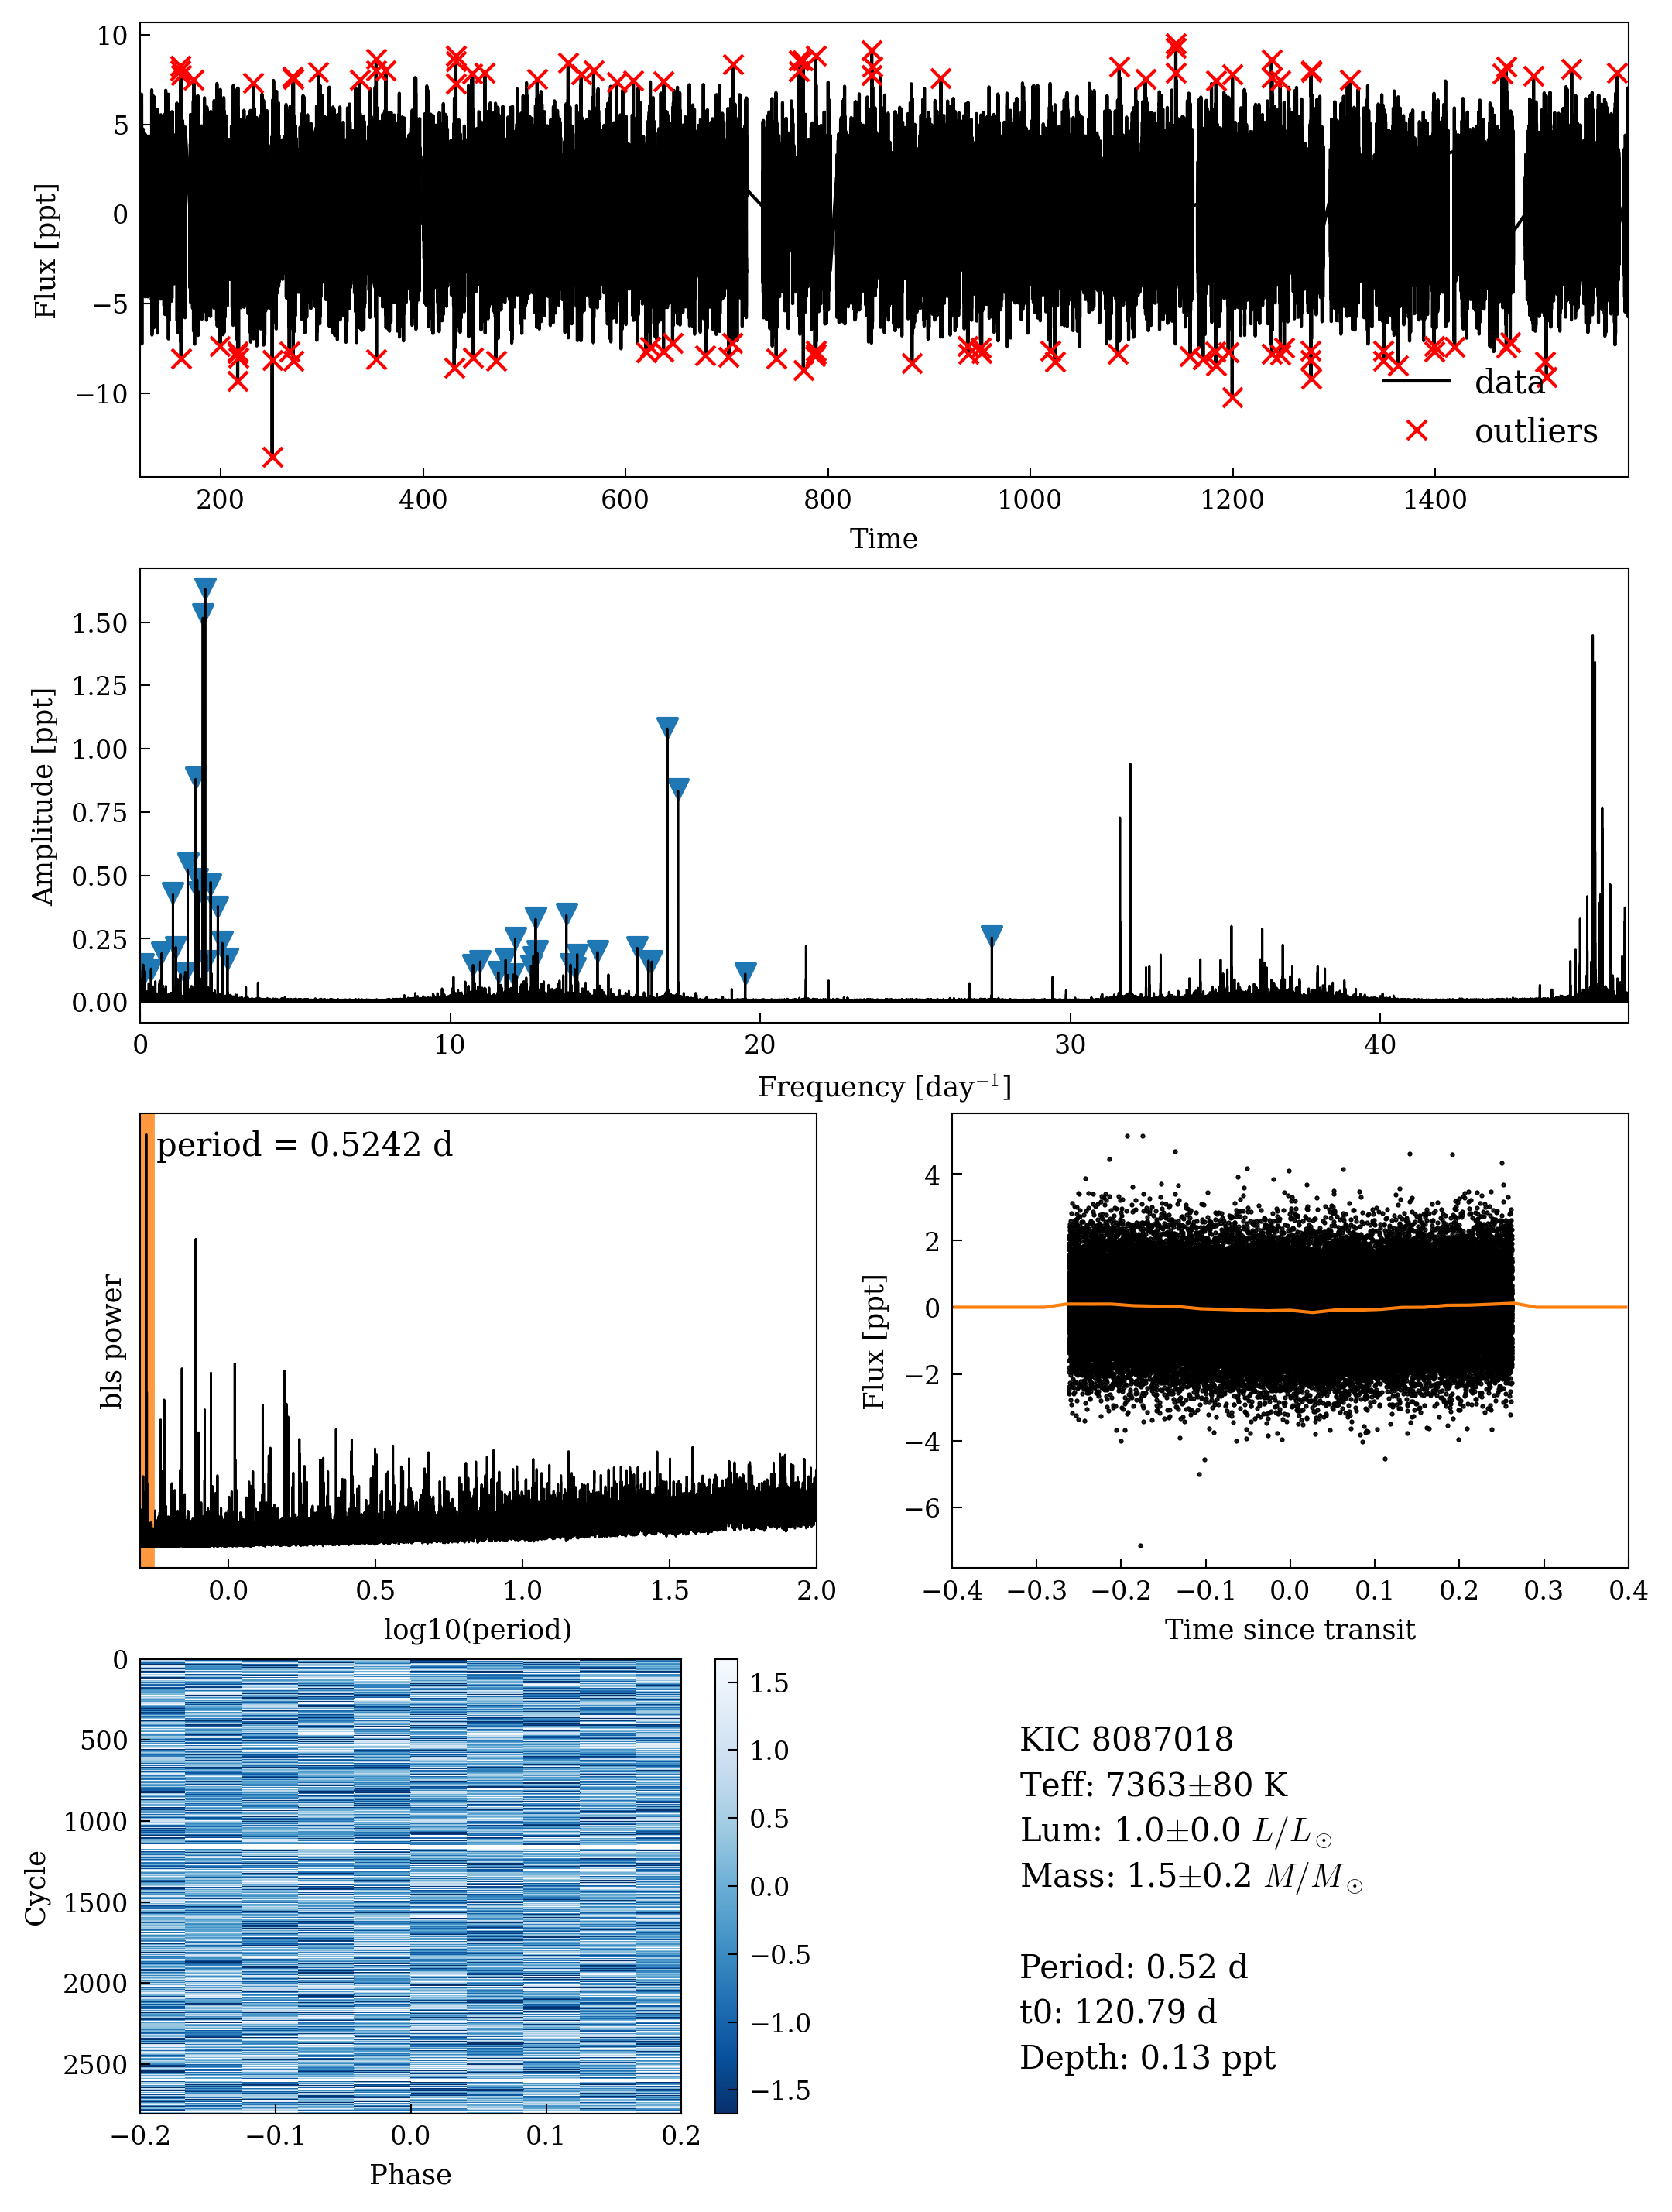 10
5
0
−5
−10
Flux [ppt]
data
outliers
200 400 600 800 1000 1200 1400
Time
1.50
1.25
1.00
0.75
0.50
0.25
0.00
Amplitude [ppt]
0 10 20 30 40
Frequency [day⁻¹]
period = 0.5242 d
bls power
0.0 0.5 1.0 1.5 2.0
log10(period)
4
2
0
−2
−4
−6
Flux [ppt]
−0.4 −0.3 −0.2 −0.1 0.0 0.1 0.2 0.3 0.4
Time since transit
0
500
1000
1500
2000
2500
Cycle
−0.2 −0.1 0.0 0.1 0.2
Phase
1.5
1.0
0.5
0.0
−0.5
−1.0
−1.5
KIC 8087018
Teff: 7363±80 K
Lum: 1.0±0.0 L/L⊙
Mass: 1.5±0.2 M/M⊙
Period: 0.52 d
t0: 120.79 d
Depth: 0.13 ppt